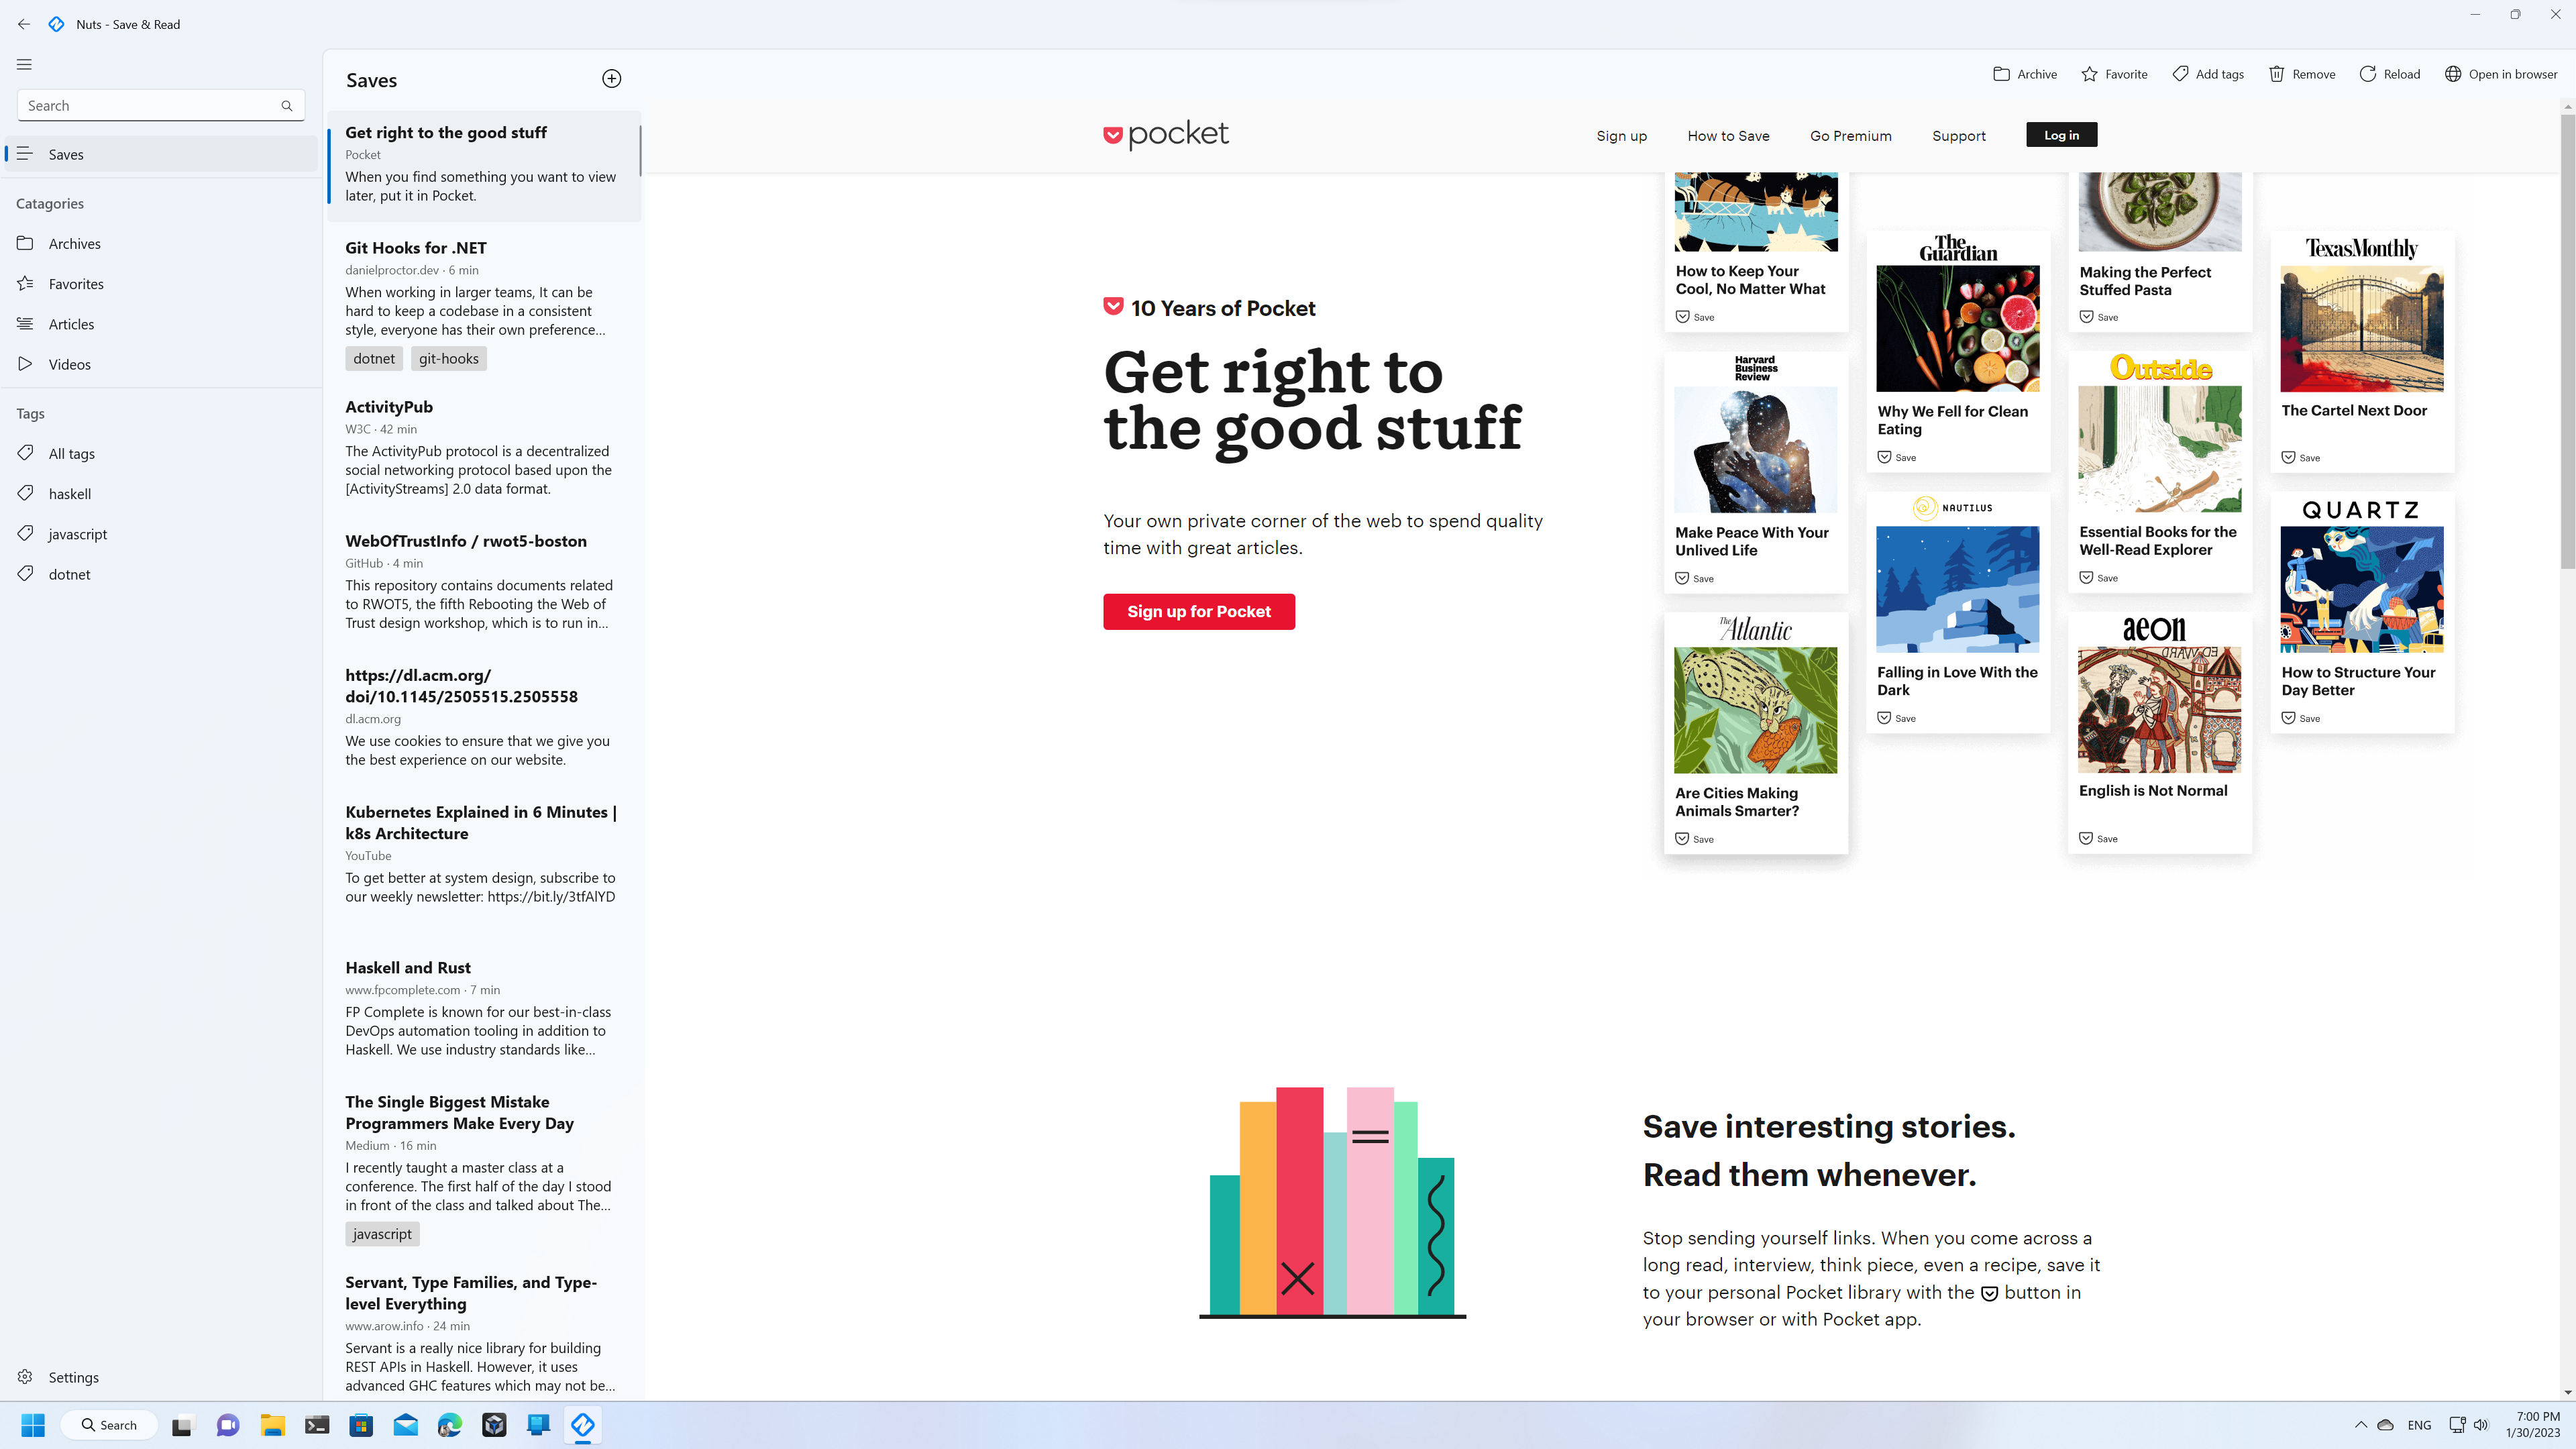 Nuts - Save & Read
Search
Saves
Catagories
Archives
Favorites
Articles
Videos
Tags
All tags
haskell
javascript
dotnet
Settings
Saves
Get right to the good stuff
Pocket
When you find something you want to view
later, put it in Pocket.
Git Hooks for .NET
danielproctor.dev · 6 min
When working in larger teams, It can be
hard to keep a codebase in a consistent
style, everyone has their own preference...
dotnet git-hooks
ActivityPub
W3C · 42 min
The ActivityPub protocol is a decentralized
social networking protocol based upon the
[ActivityStreams] 2.0 data format.
WebOfTrustInfo / rwot5-boston
GitHub · 4 min
This repository contains documents related
to RWOT5, the fifth Rebooting the Web of
Trust design workshop, which is to run in...
https://dl.acm.org/
doi/10.1145/2505515.2505558
dl.acm.org
We use cookies to ensure that we give you
the best experience on our website.
Kubernetes Explained in 6 Minutes |
k8s Architecture
YouTube
To get better at system design, subscribe to
our weekly newsletter: https://bit.ly/3tfAlYD
Haskell and Rust
www.fpcomplete.com · 7 min
FP Complete is known for our best-in-class
DevOps automation tooling in addition to
Haskell. We use industry standards like...
The Single Biggest Mistake
Programmers Make Every Day
Medium · 16 min
I recently taught a master class at a
conference. The first half of the day I stood
in front of the class and talked about The...
javascript
Servant, Type Families, and Type-
level Everything
www.arow.info · 24 min
Servant is a really nice library for building
REST APIs in Haskell. However, it uses
advanced GHC features which may not be...
Archive Favorite Add tags Remove Reload Open in browser
pocket
Sign up How to Save Go Premium Support Log in
10 Years of Pocket
Get right to
the good stuff
Your own private corner of the web to spend quality
time with great articles.
Sign up for Pocket
How to Keep Your
Cool, No Matter What
Save
Harvard
Business
Review
Make Peace With Your
Unlived Life
Save
The Atlantic
Are Cities Making
Animals Smarter?
Save
The
Guardian
Why We Fell for Clean
Eating
Save
NAUTILUS
Falling in Love With the
Dark
Save
Making the Perfect
Stuffed Pasta
Save
Outside
Essential Books for the
Well-Read Explorer
Save
aeon
English is Not Normal
Save
TexasMonthly
The Cartel Next Door
Save
QUARTZ
How to Structure Your
Day Better
Save
Save interesting stories.
Read them whenever.
Stop sending yourself links. When you come across a
long read, interview, think piece, even a recipe, save it
to your personal Pocket library with the button in
your browser or with Pocket app.
Search
ENG
7:00 PM
1/30/2023